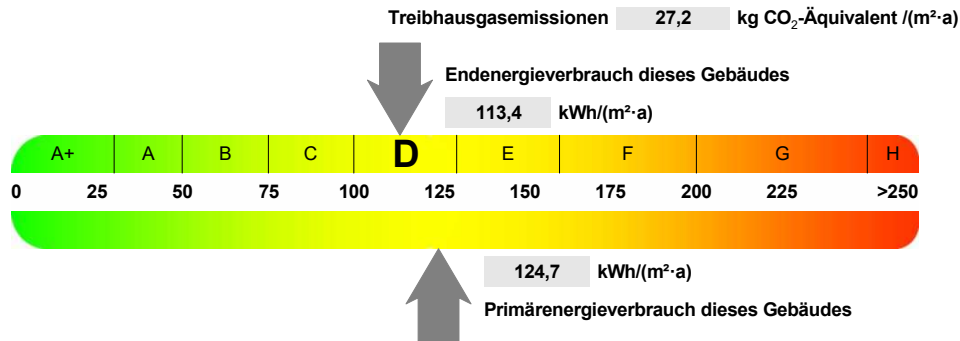 Treibhausgasemissionen 27,2 kg CO₂-Äquivalent /(m²·a)
Endenergieverbrauch dieses Gebäudes
113,4 kWh/(m²·a)
A+ A B C D E F G H
0 25 50 75 100 125 150 175 200 225 >250
124,7 kWh/(m²·a)
Primärenergieverbrauch dieses Gebäudes